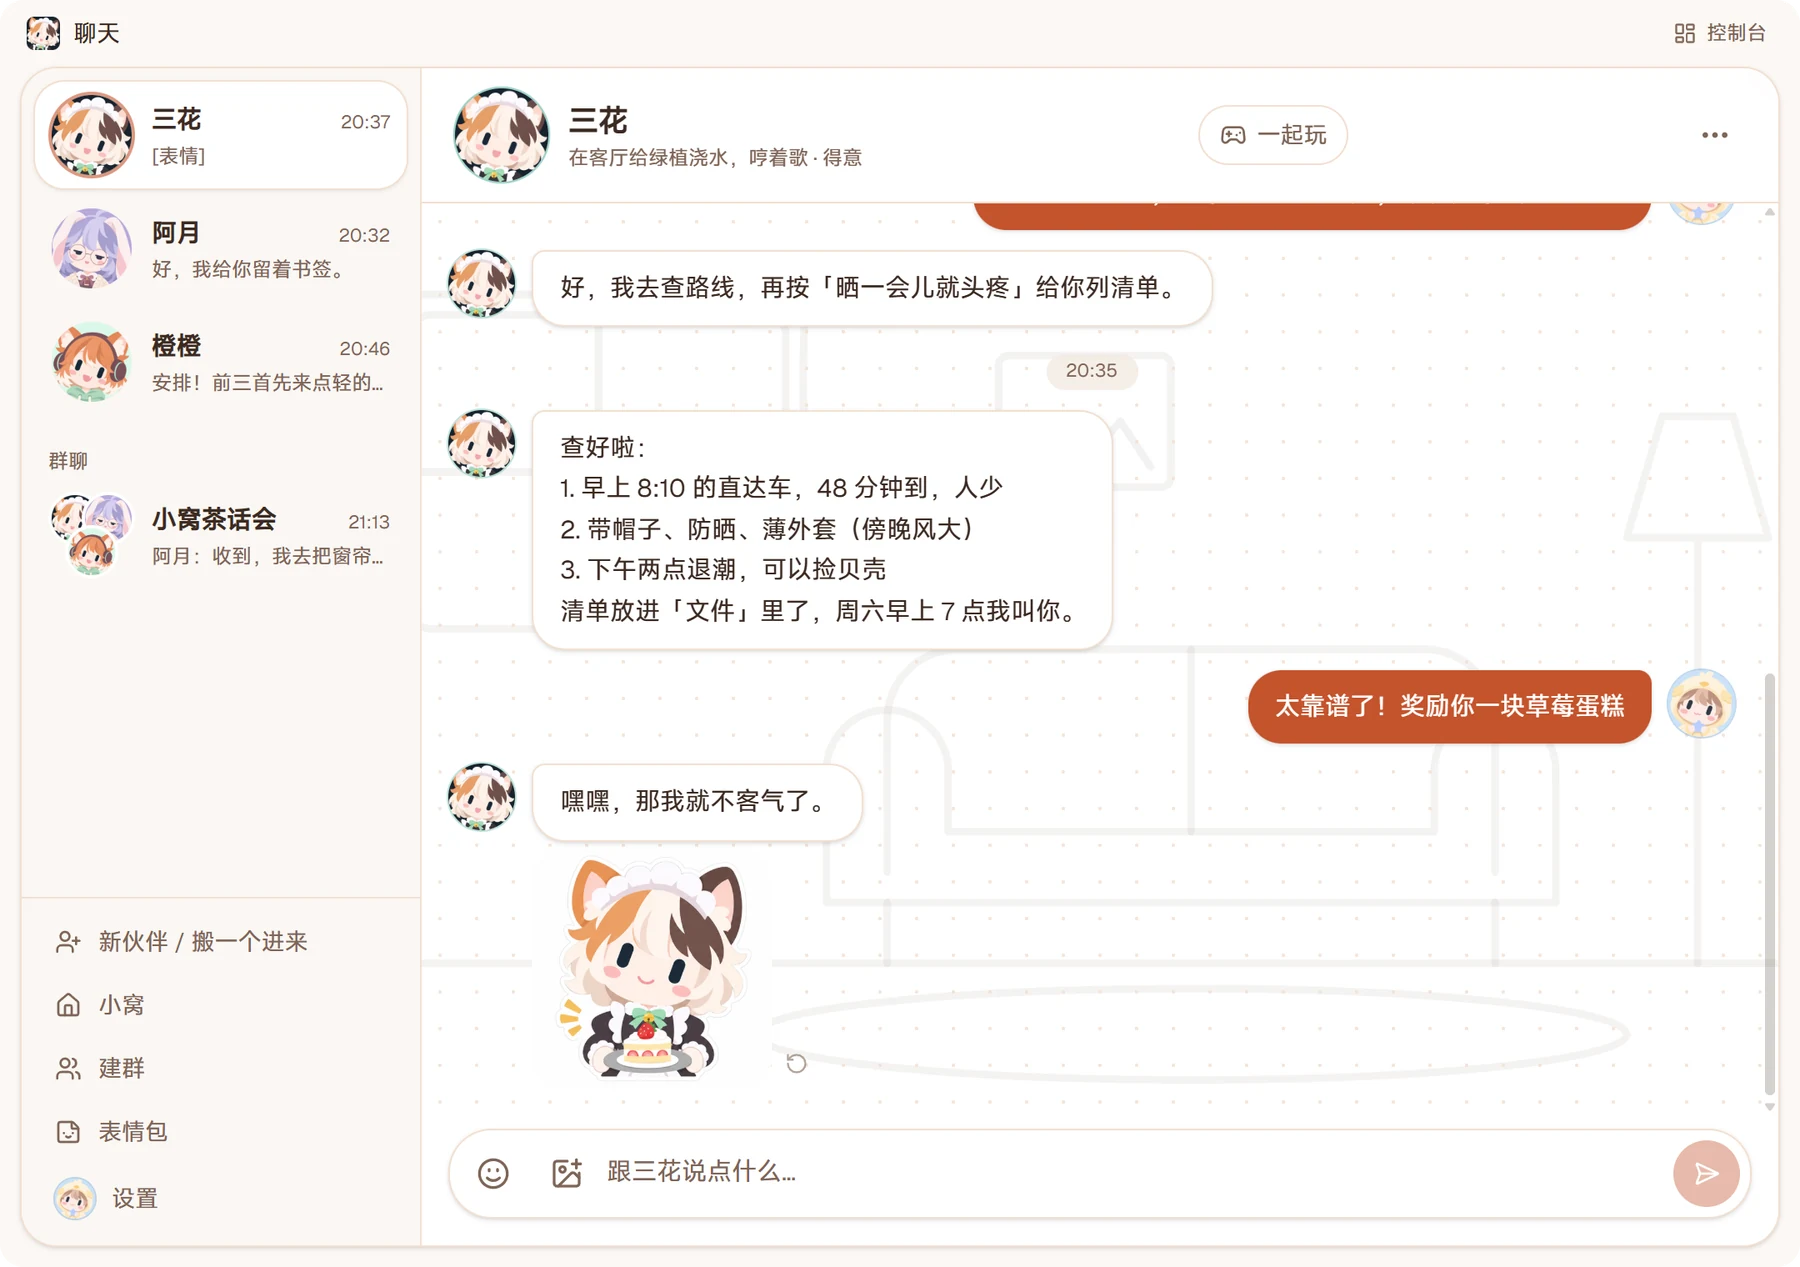 聊天
控制台
三花
20:37
[表情]
阿月
20:32
好，我给你留着书签。
橙橙
20:46
安排！前三首先来点轻的...
群聊
小窝茶话会
21:13
阿月：收到，我去把窗帘...
新伙伴 / 搬一个进来
小窝
建群
表情包
设置
三花
在客厅给绿植浇水，哼着歌 · 得意
一起玩
好，我去查路线，再按「晒一会儿就头疼」给你列清单。
20:35
查好啦：
1. 早上 8:10 的直达车，48 分钟到，人少
2. 带帽子、防晒、薄外套（傍晚风大）
3. 下午两点退潮，可以捡贝壳
清单放进「文件」里了，周六早上 7 点我叫你。
太靠谱了！奖励你一块草莓蛋糕
嘿嘿，那我就不客气了。
跟三花说点什么...